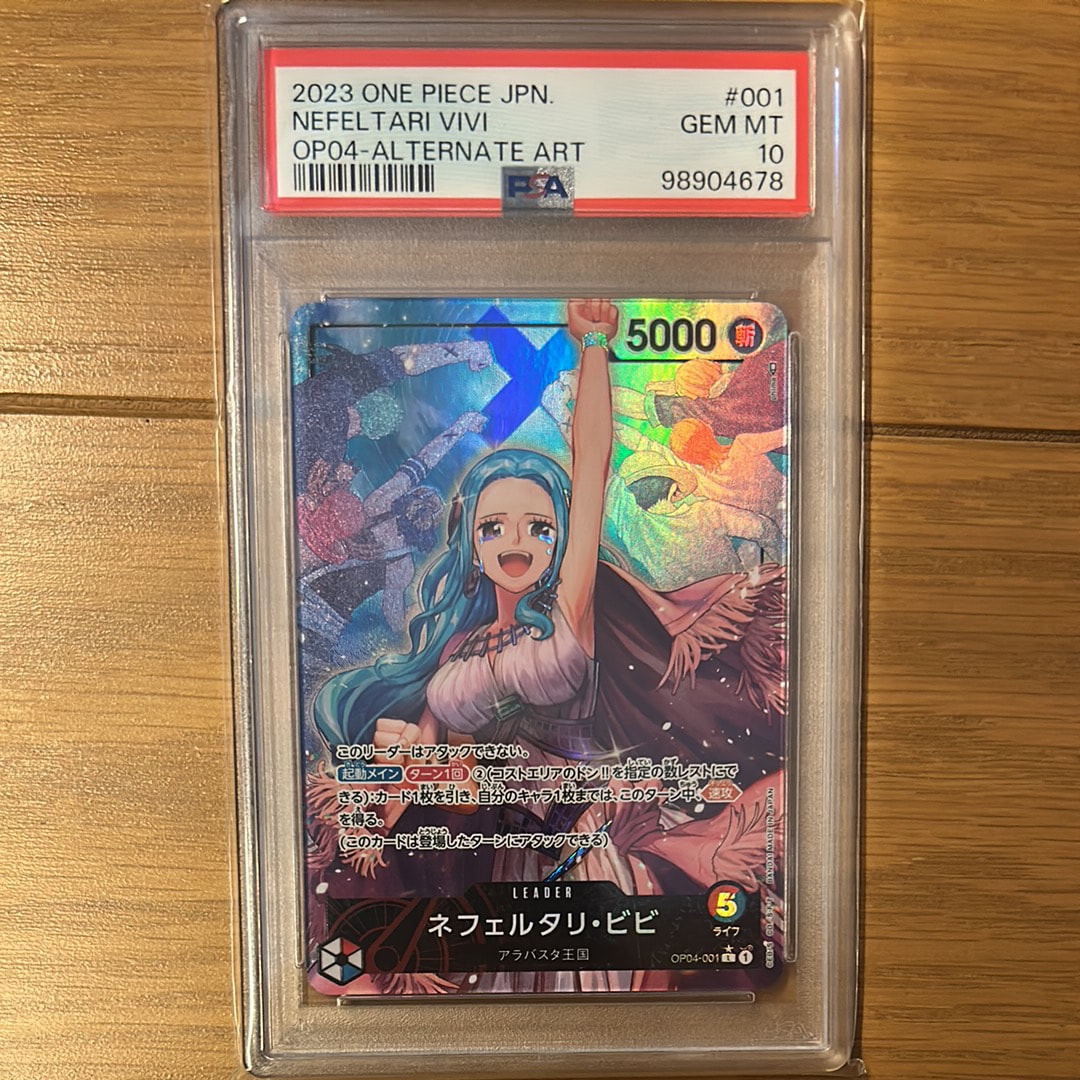 2023 ONE PIECE JPN.
#001
NEFELTARI VIVI
GEM MT
OP04-ALTERNATE ART
10
PSA
98904678
5000
斬
このリーダーはアタックできない。
起動メイン ターン1回 ②(コストエリアのドン!!を指定の数レストにで
きる):カード1枚を引き、自分のキャラ1枚までは、このターン中、速攻
を得る。
(このカードは登場したターンにアタックできる)
LEADER
ネフェルタリ・ビビ
アラバスタ王国
5
ライフ
OP04-001
L
1
BANDAI MADE IN JAPAN